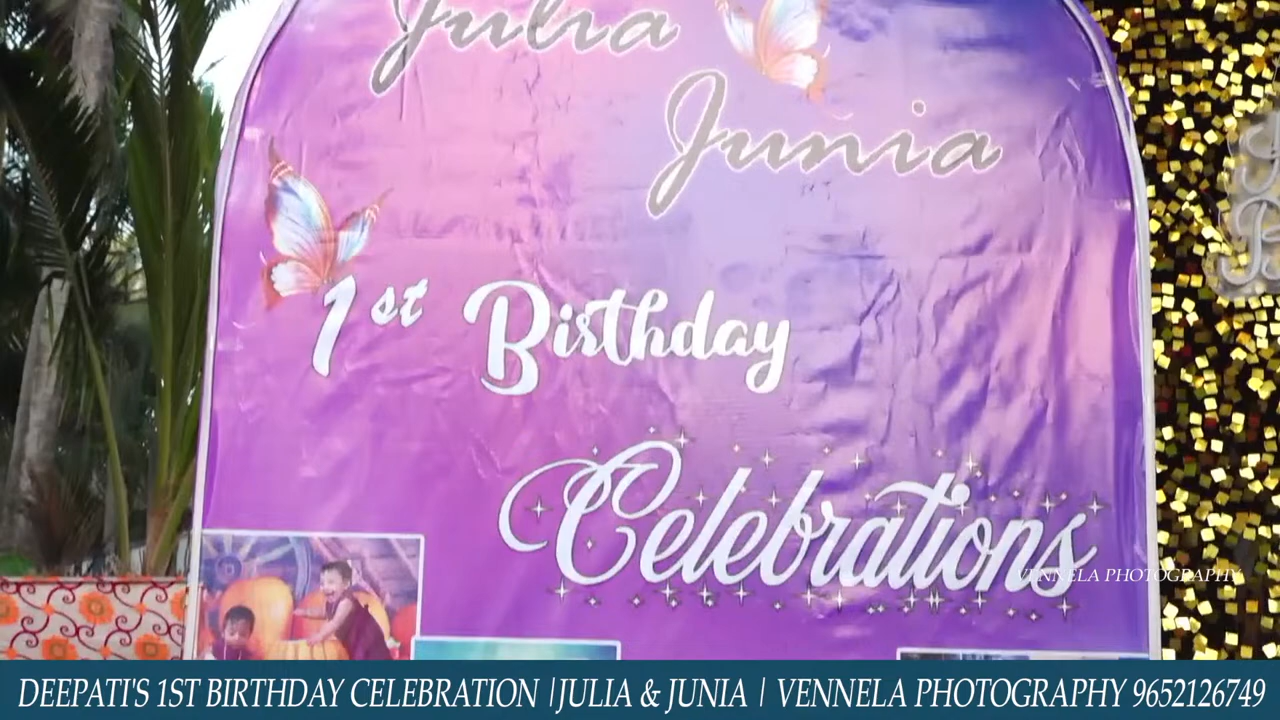 Julia
Junia
1st Birthday
Celebrations
VENNELA PHOTOGRAPHY
DEEPATI'S 1ST BIRTHDAY CELEBRATION |JULIA & JUNIA | VENNELA PHOTOGRAPHY 9652126749